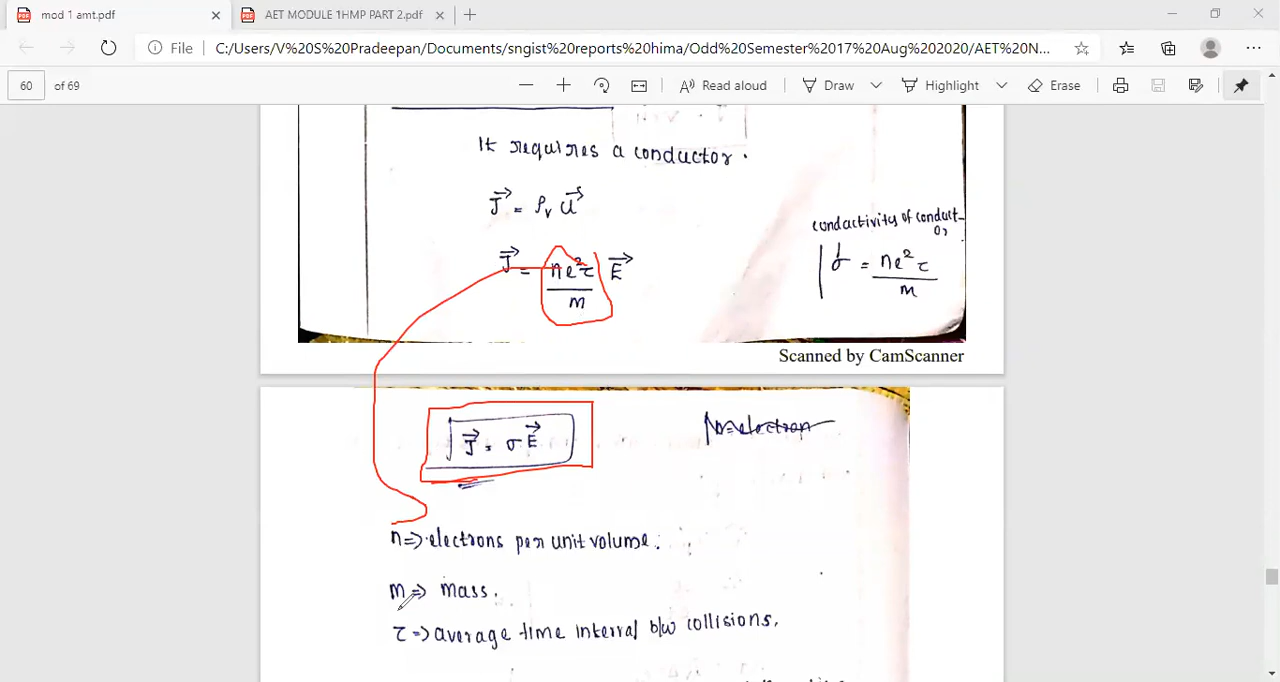 mod 1 amt.pdf
AET MODULE 1HMP PART 2.pdf
File
C:/Users/V%20S%20Pradeepan/Documents/sngist%20reports%20hima/Odd%20Semester%2017%20Aug%202020/AET%20N...
60 of 69
Read aloud
Draw
Highlight
Erase
It requires a conductor.
J⃗ = ρᵥ U⃗
conductivity of conduct-
or
J⃗ = ne²τ/m E⃗
σ = ne²τ/m
Scanned by CamScanner
J⃗ = σ E⃗
n=>electrons per unit volume.
m=> mass.
τ=> average time interval b/w collisions.